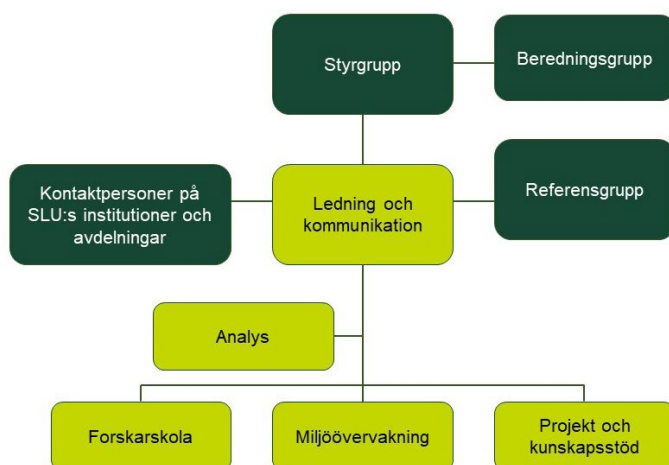 Styrgrupp
Beredningsgrupp
Kontaktpersoner på
SLU:s institutioner och
avdelningar
Ledning och
kommunikation
Referensgrupp
Analys
Forskarskola
Miljöövervakning
Projekt och
kunskapsstöd